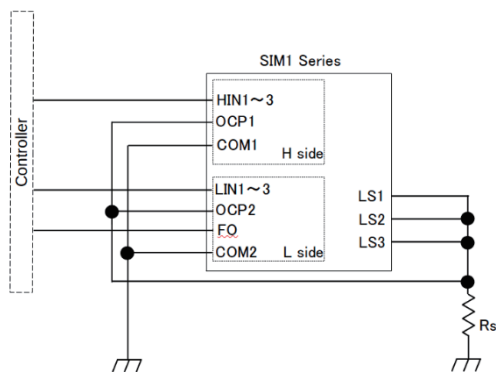 SIM1 Series
Controller
HIN1～3
OCP1
COM1
H side
LIN1～3
OCP2
FO
COM2
L side
LS1
LS2
LS3
Rs